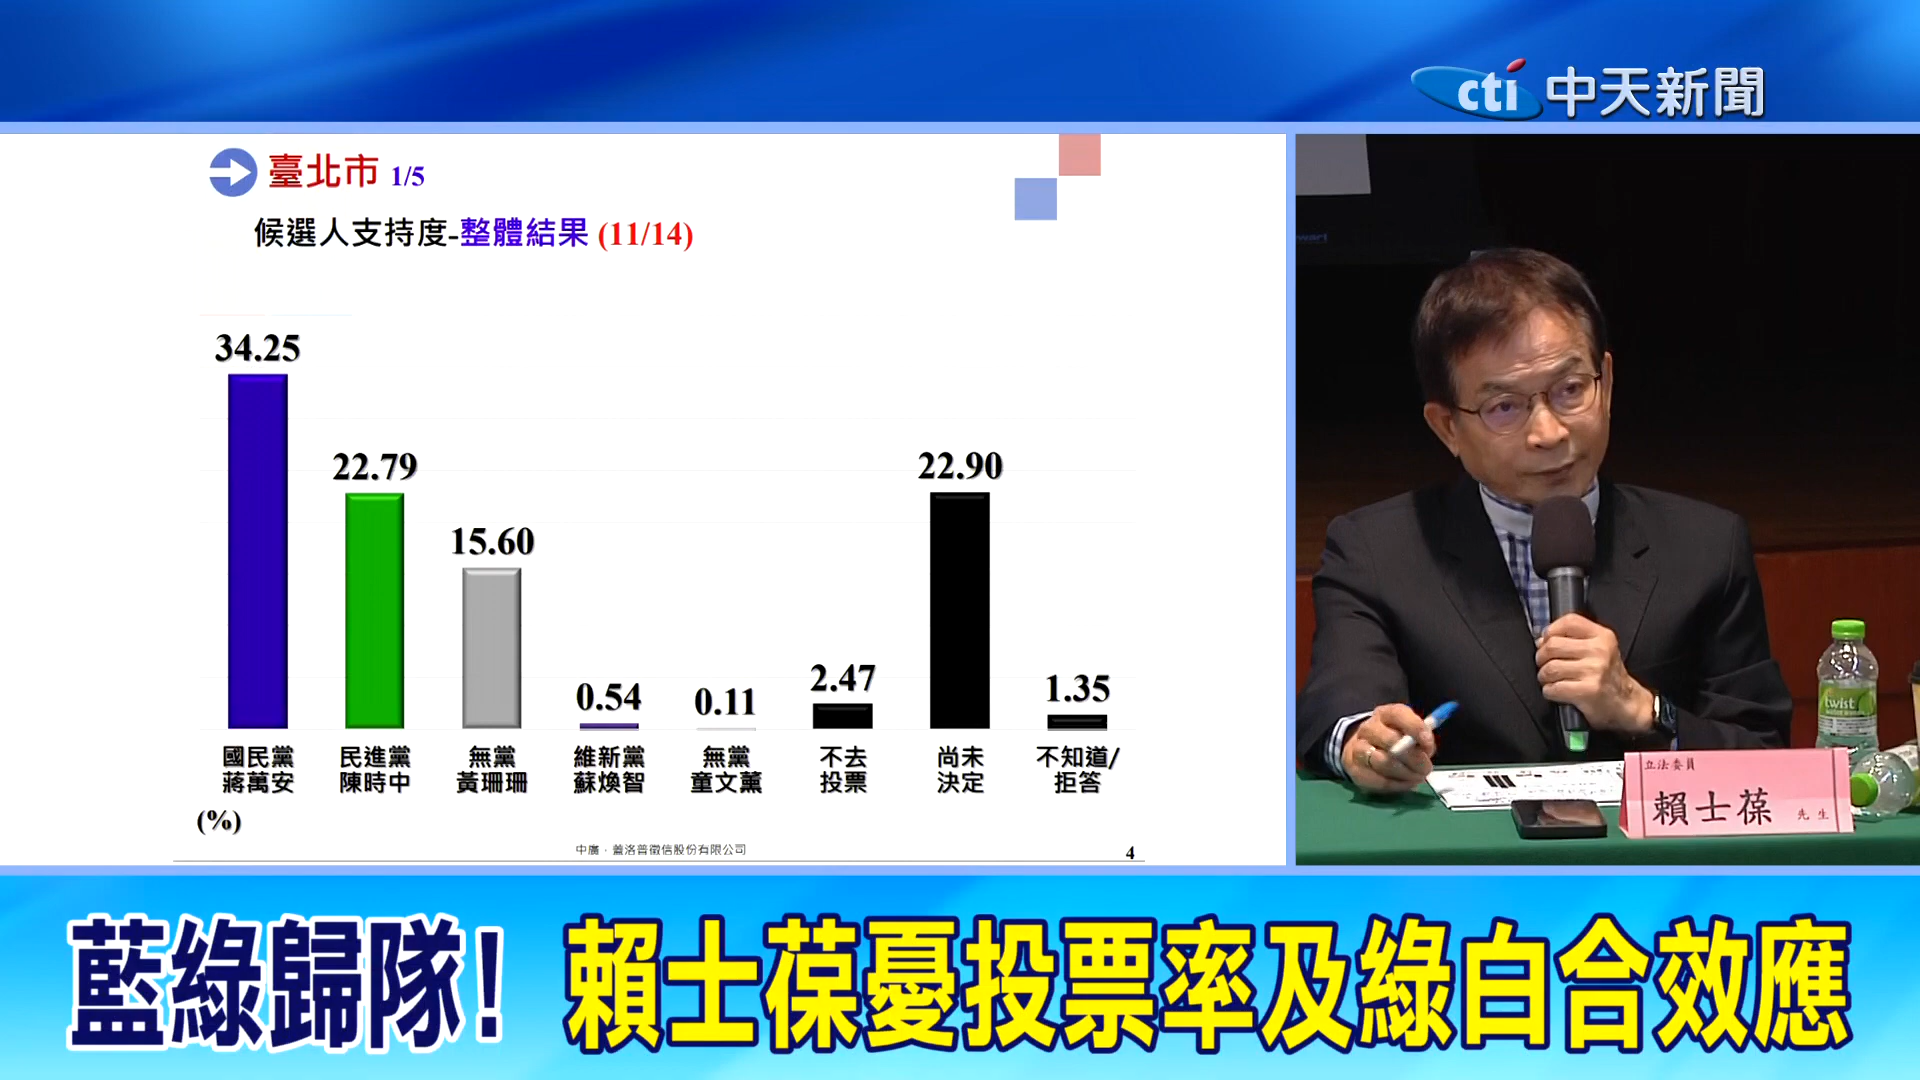 cti 中天新聞
臺北市 1/5
候選人支持度-整體結果 (11/14)
34.25
22.79
15.60
0.54
0.11
2.47
22.90
1.35
國民黨
蔣萬安
民進黨
陳時中
無黨
黃珊珊
維新黨
蘇煥智
無黨
童文薰
不去
投票
尚未
決定
不知道/
拒答
(%)
中廣．蓋洛普徵信股份有限公司
4
twist
立法委員
賴士葆 先生
藍綠歸隊! 賴士葆憂投票率及綠白合效應